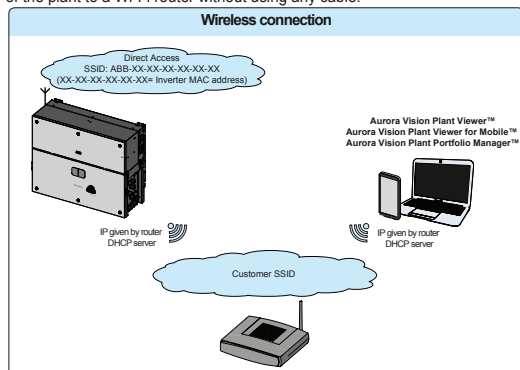 of the plant to a Wi-Fi router without using any cable.
Wireless connection
Direct Access
SSID: ABB-XX-XX-XX-XX-XX-XX
(XX-XX-XX-XX-XX-XX= Inverter MAC address)
Aurora Vision Plant Viewer™
Aurora Vision Plant Viewer for Mobile™
Aurora Vision Plant Portfolio Manager™
IP given by router
DHCP server
IP given by router
DHCP server
Customer SSID